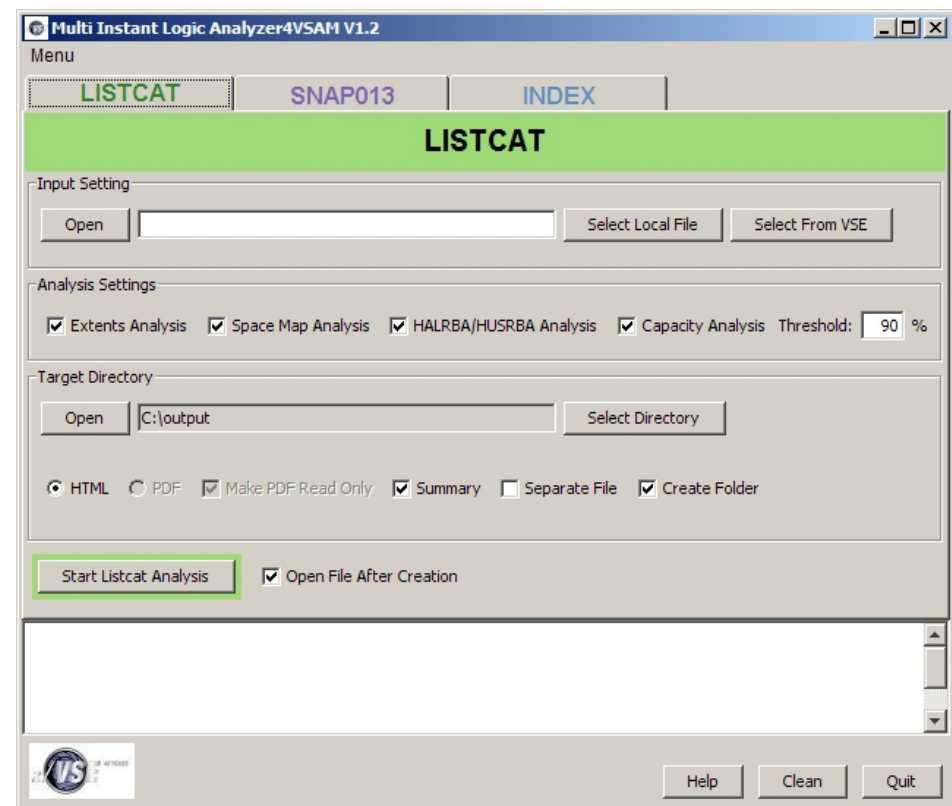 Multi Instant Logic Analyzer4VSAM V1.2
Menu
LISTCAT SNAP013 INDEX
LISTCAT
Input Setting
Open Select Local File Select From VSE
Analysis Settings
Extents Analysis Space Map Analysis HALRBA/HUSRBA Analysis Capacity Analysis Threshold: 90 %
Target Directory
Open C:\output Select Directory
HTML PDF Make PDF Read Only Summary Separate File Create Folder
Start Listcat Analysis Open File After Creation
VSE
Help Clean Quit